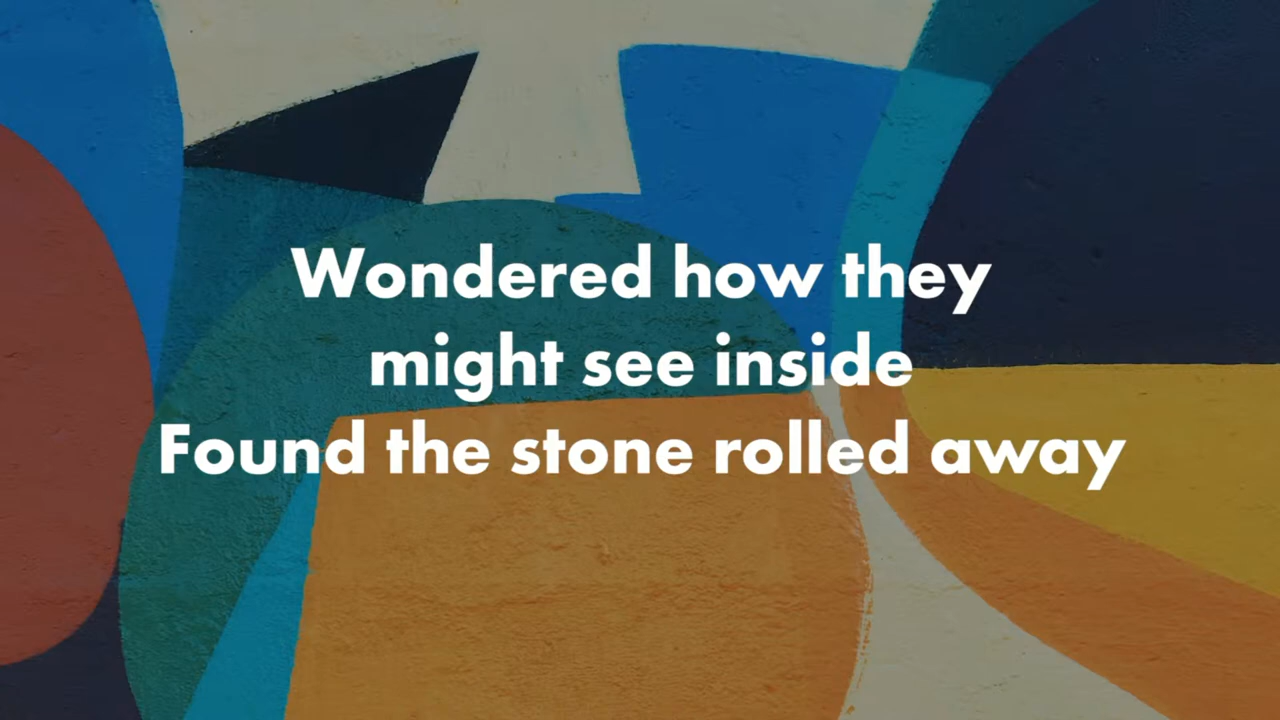 Wondered how they
might see inside
Found the stone rolled away